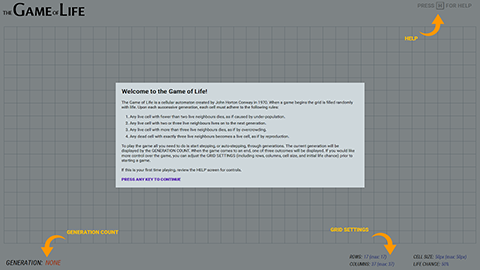 THE GAME OF LIFE
PRESS H FOR HELP
HELP
Welcome to the Game of Life!
The Game of Life is a cellular automaton created by John Horton Conway in 1970. When a game begins the grid is filled randomly
with life. Upon each successive generation, each cell must adhere to the following rules:
1. Any live cell with fewer than two live neighbours dies, as if caused by under-population.
2. Any live cell with two or three live neighbours lives on to the next generation.
3. Any live cell with more than three live neighbours dies, as if by overcrowding.
4. Any dead cell with exactly three live neighbours becomes a live cell, as if by reproduction.
To play the game all you need to do is start stepping, or auto-stepping, through generations. The current generation will be
displayed by the GENERATION COUNT. When the game comes to an end, one of three outcomes will be displayed. If you would like
more control over the game, you can adjust the GRID SETTINGS (including rows, columns, cell size, and initial life chance) prior to
starting a game.
If this is your first time playing, review the HELP screen for controls.
PRESS ANY KEY TO CONTINUE
GENERATION COUNT
GRID SETTINGS
GENERATION: NONE
ROWS: 17 (max: 17)
CELL SIZE: 50px (max: 50px)
COLUMNS: 37 (max: 37)
LIFE CHANCE: